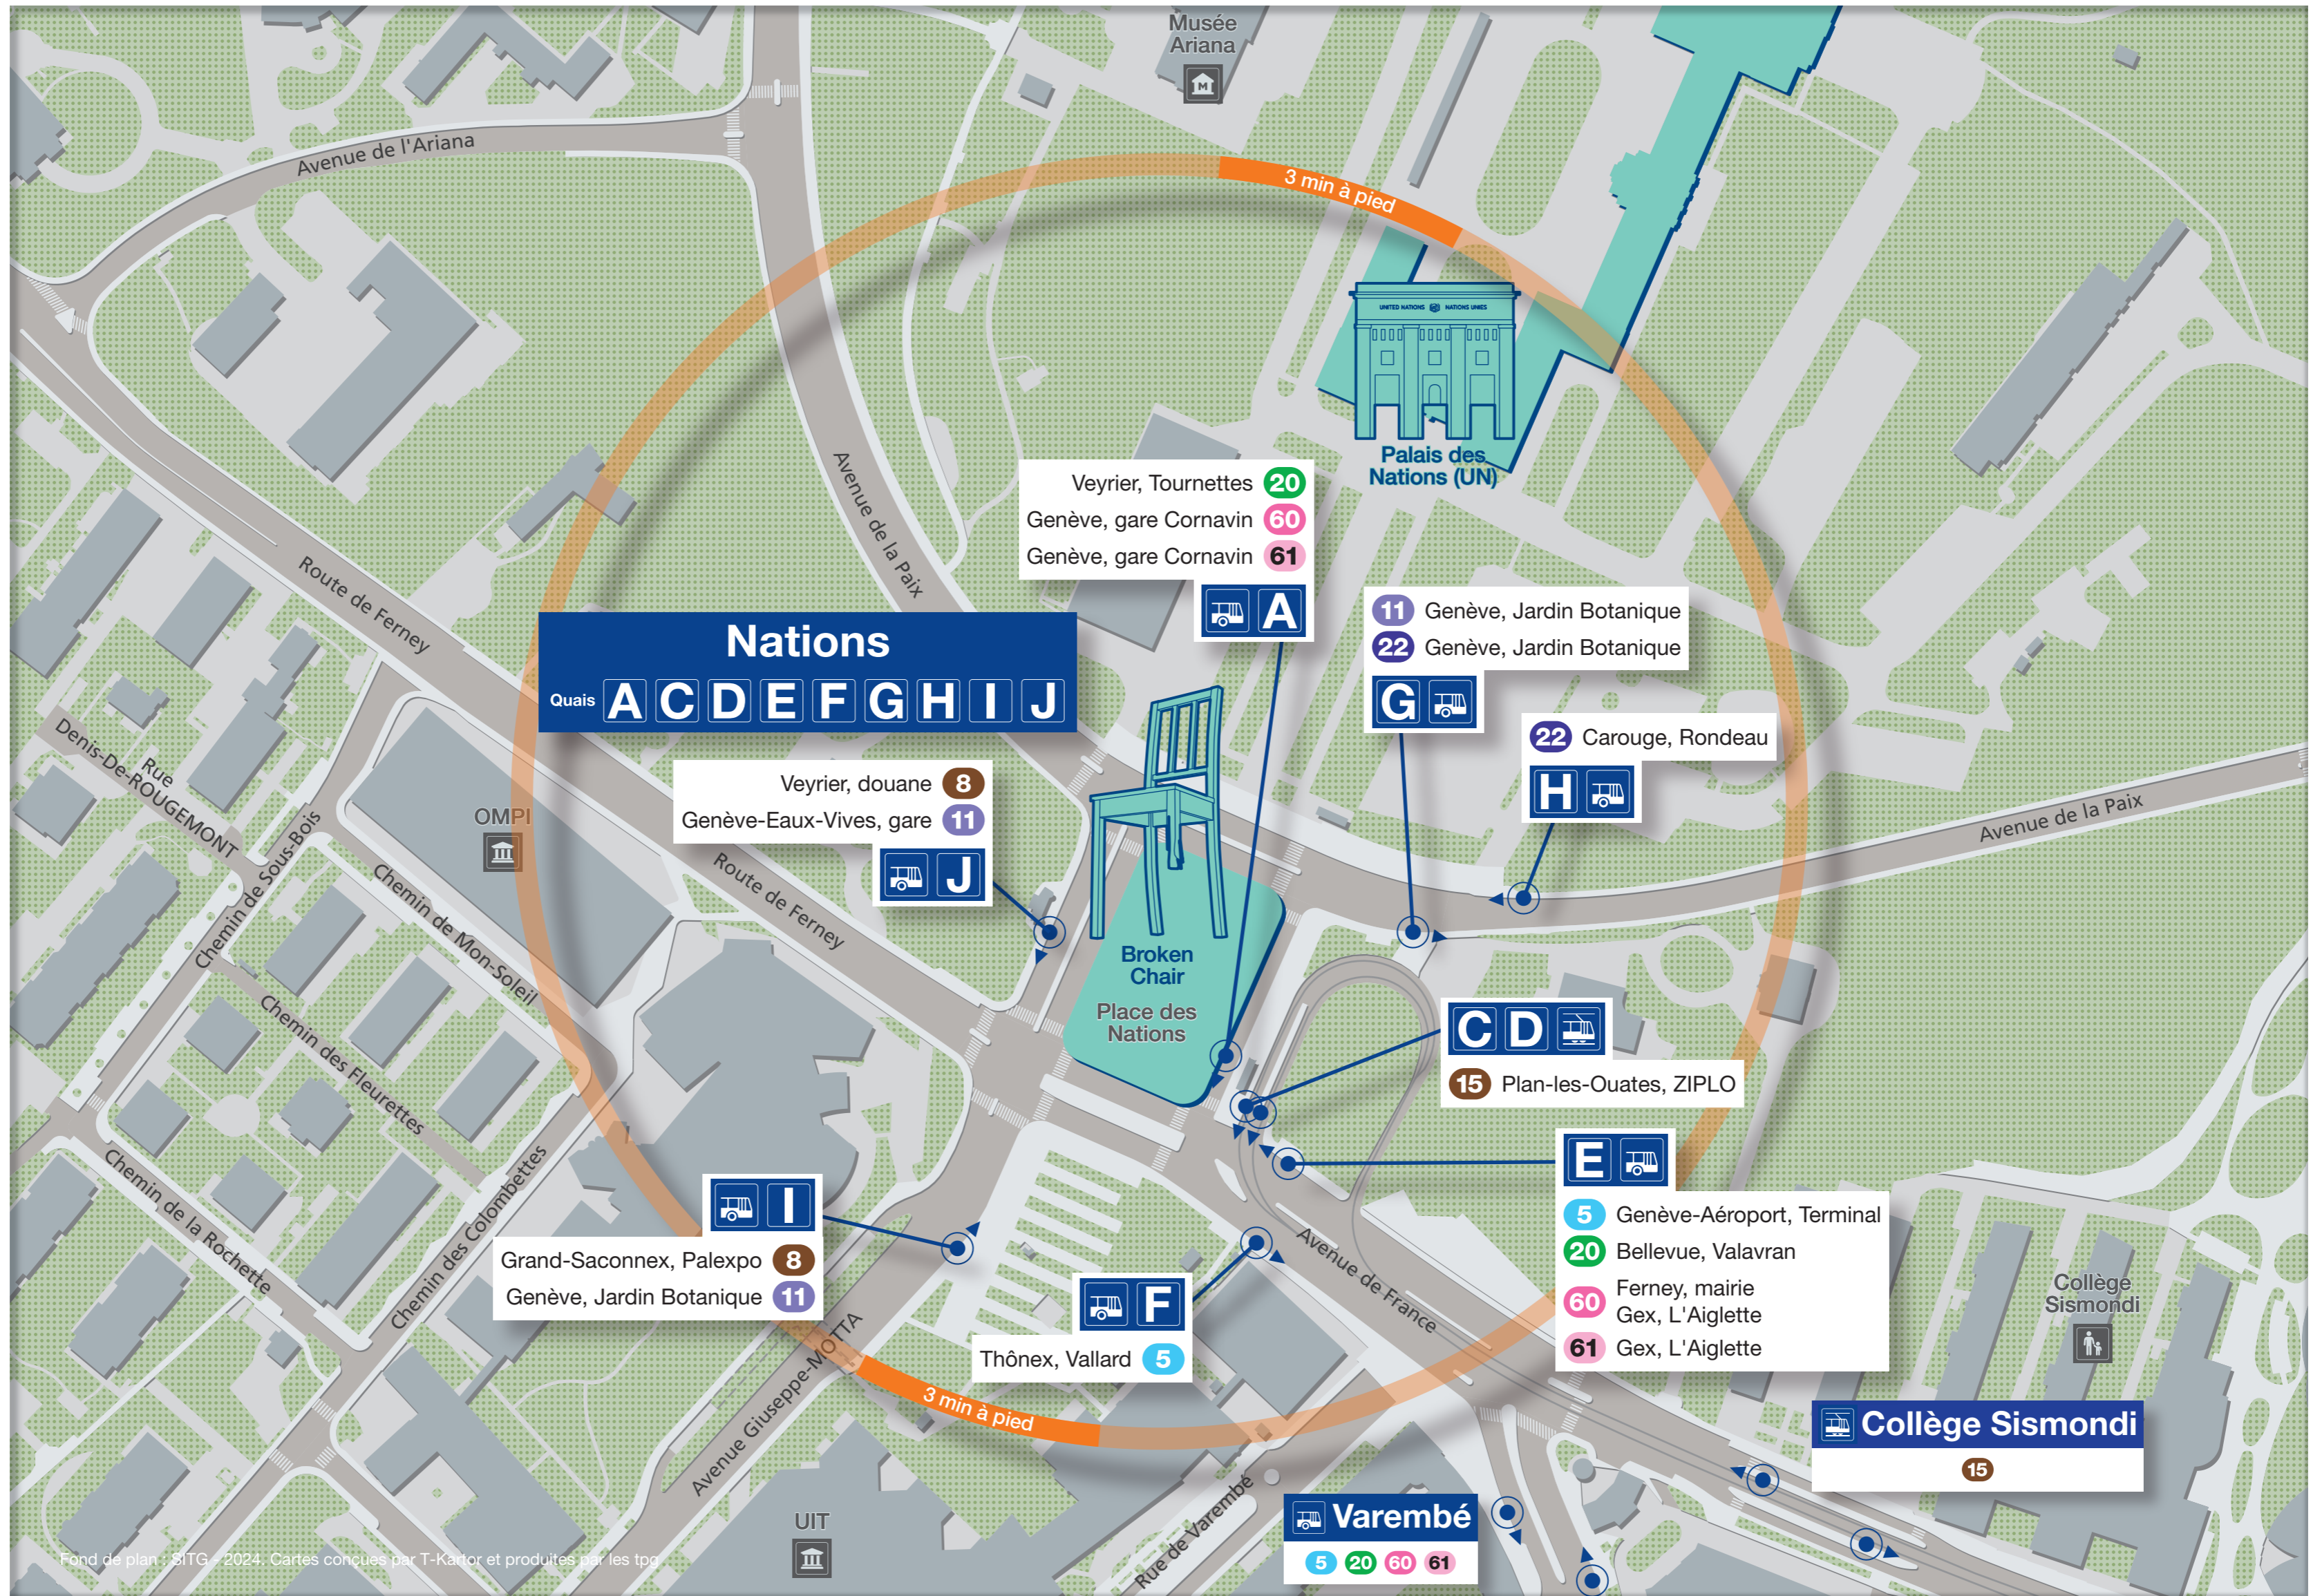 Musée
Ariana
M
Avenue de l'Ariana
3 min à pied
UNITED NATIONS NATIONS UNIES
Palais des
Nations (UN)
Avenue de la Paix
Veyrier, Tournettes 20
Genève, gare Cornavin 60
Genève, gare Cornavin 61
A
Route de Ferney
Nations
Quais A C D E F G H I J
11 Genève, Jardin Botanique
22 Genève, Jardin Botanique
G
22 Carouge, Rondeau
H
Rue
Denis-De-ROUGEMONT
OMPI
Veyrier, douane 8
Genève-Eaux-Vives, gare 11
J
Avenue de la Paix
Chemin de Sous-Bois
Chemin de Mon-Soleil
Route de Ferney
Broken
Chair
Place des
Nations
C D
15 Plan-les-Ouates, ZIPLO
Chemin des Fleurettes
Chemin de la Rochette
Chemin des Colombettes
I
Grand-Saconnex, Palexpo 8
Genève, Jardin Botanique 11
E
5 Genève-Aéroport, Terminal
20 Bellevue, Valavran
60 Ferney, mairie
Gex, L'Aiglette
61 Gex, L'Aiglette
F
Thônex, Vallard 5
Avenue de France
Collège
Sismondi
Avenue Giuseppe-MOTTA
3 min à pied
Collège Sismondi
15
Rue de Varembé
Varembé
5 20 60 61
UIT
Fond de plan : SITG - 2024. Cartes conçues par T-Kartor et produites par les tpg